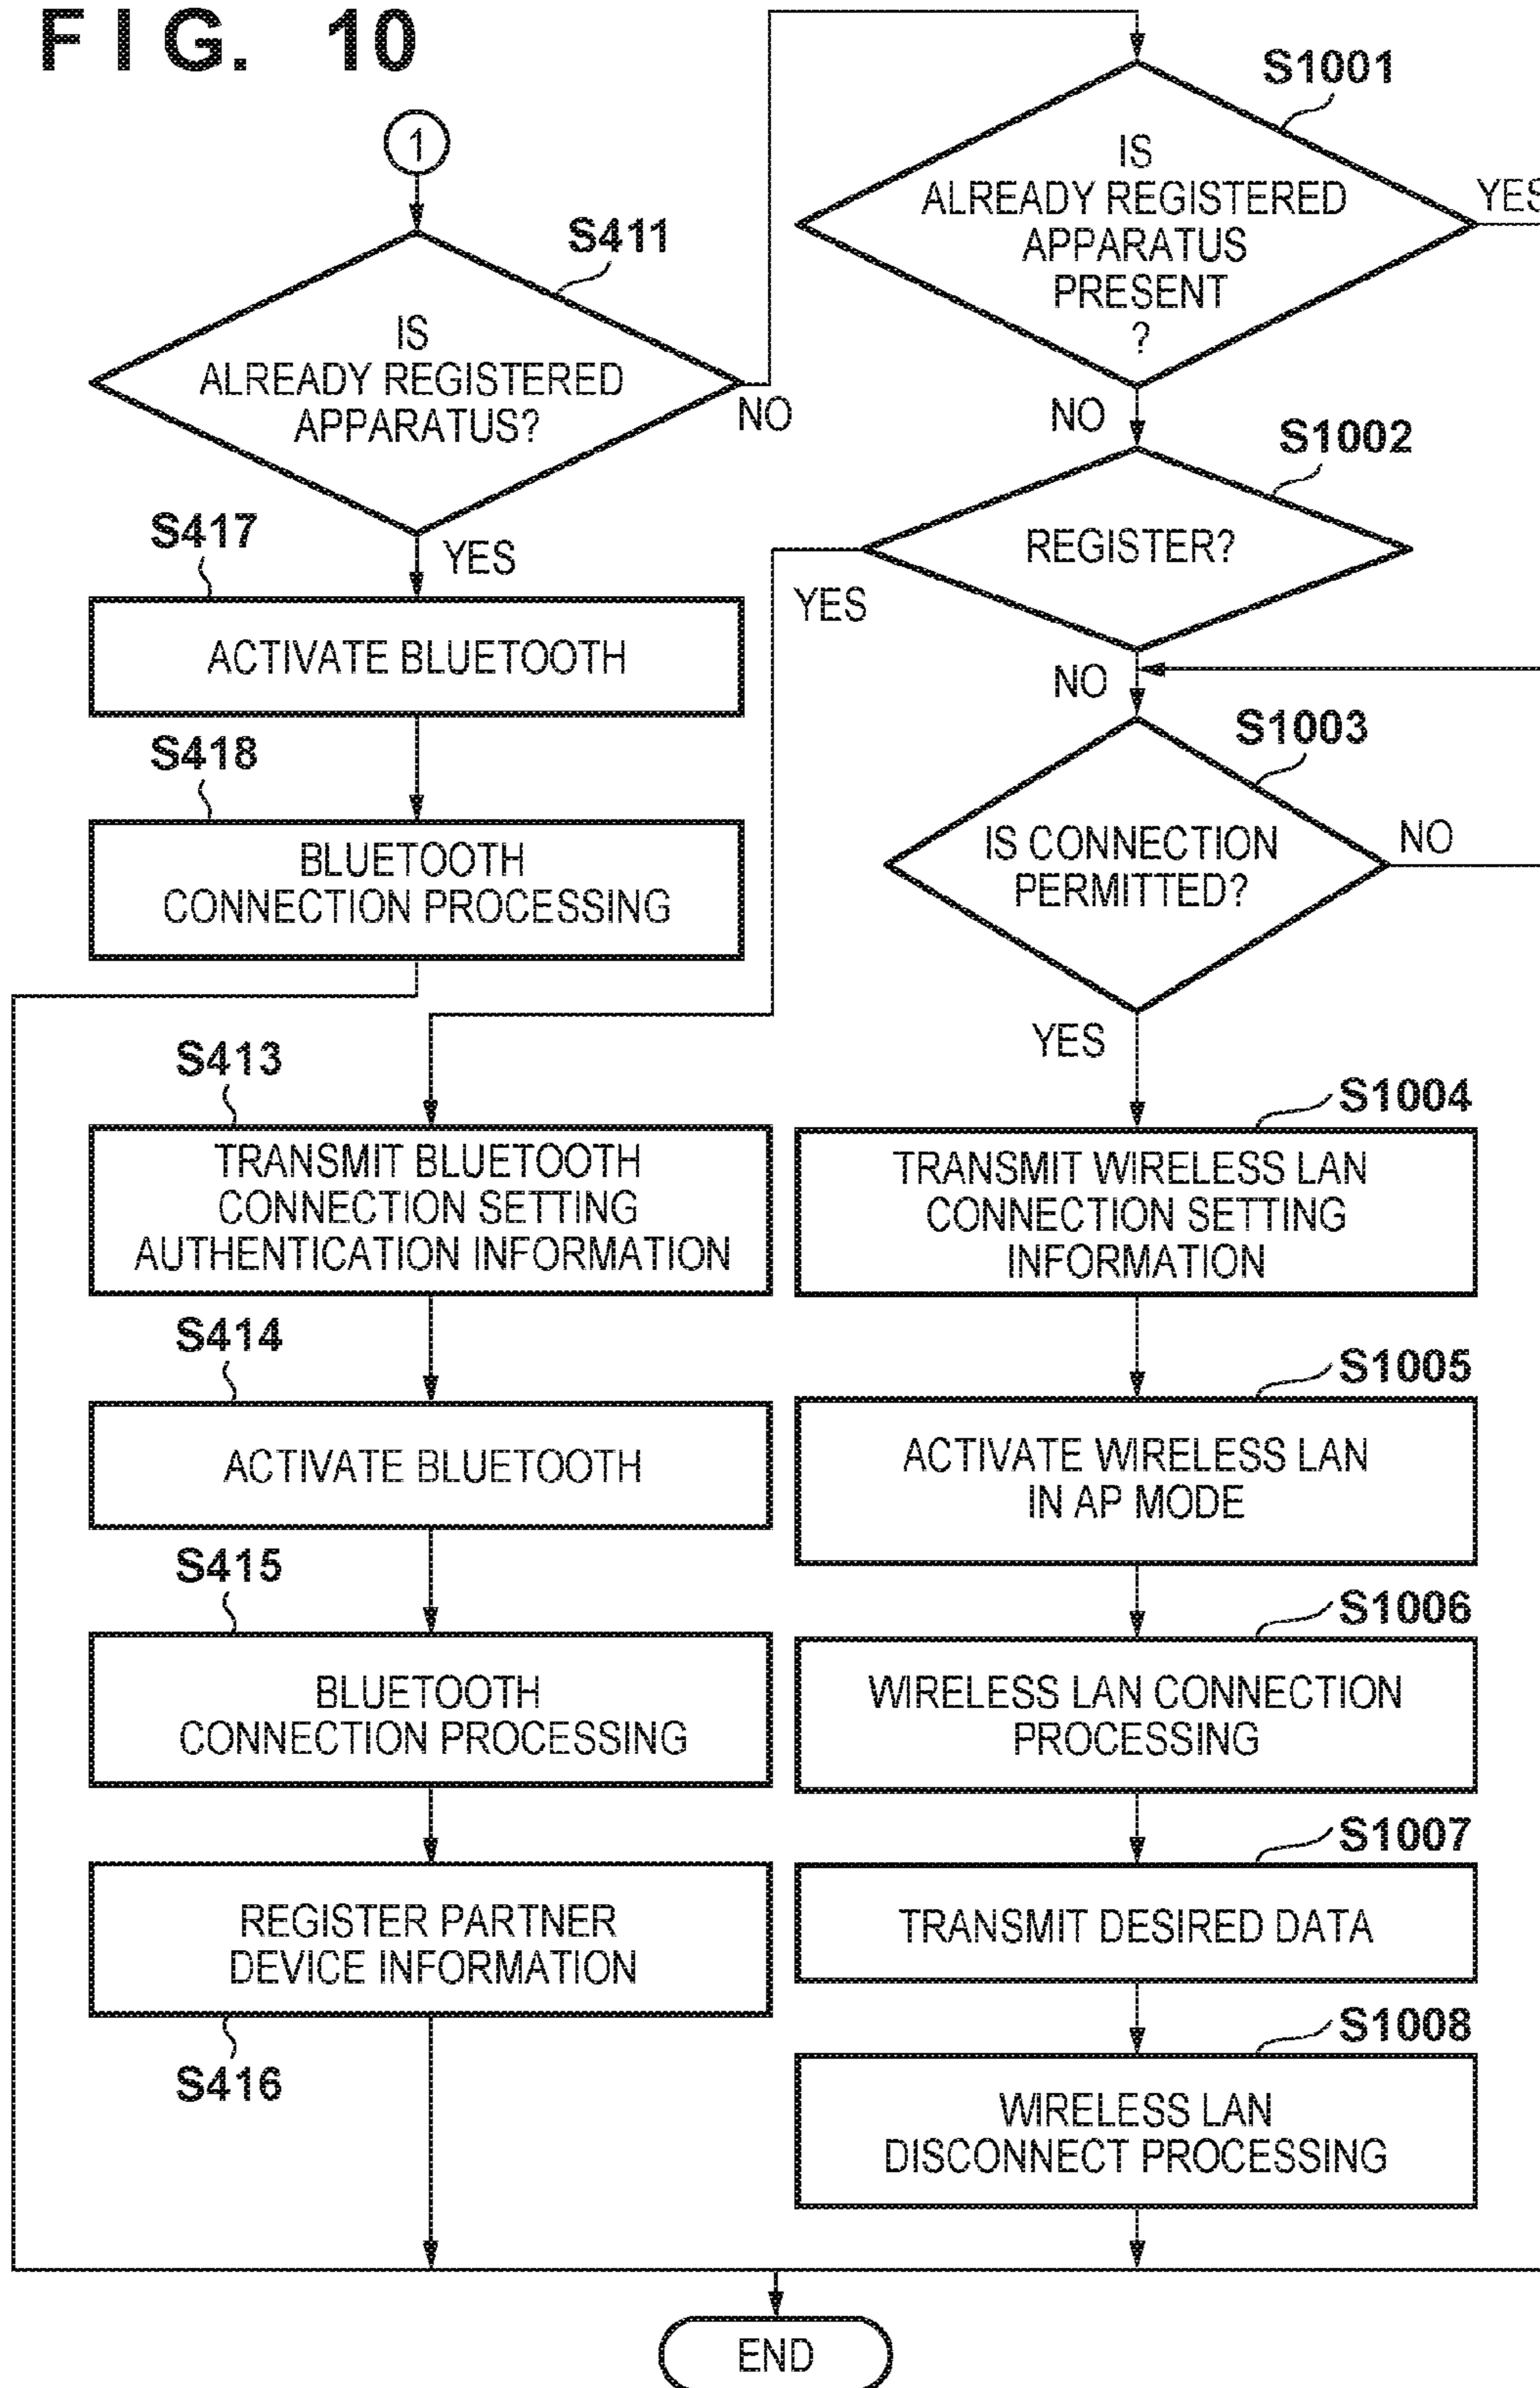 FIG. 10
1
S411
IS
ALREADY REGISTERED
APPARATUS?
NO
YES
S417
ACTIVATE BLUETOOTH
S418
BLUETOOTH
CONNECTION PROCESSING
S1001
IS
ALREADY REGISTERED
APPARATUS
PRESENT
?
YES
NO
S1002
REGISTER?
YES
NO
S1003
IS CONNECTION
PERMITTED?
NO
YES
S413
TRANSMIT BLUETOOTH
CONNECTION SETTING
AUTHENTICATION INFORMATION
S414
ACTIVATE BLUETOOTH
S415
BLUETOOTH
CONNECTION PROCESSING
REGISTER PARTNER
DEVICE INFORMATION
S416
S1004
TRANSMIT WIRELESS LAN
CONNECTION SETTING
INFORMATION
S1005
ACTIVATE WIRELESS LAN
IN AP MODE
S1006
WIRELESS LAN CONNECTION
PROCESSING
S1007
TRANSMIT DESIRED DATA
S1008
WIRELESS LAN
DISCONNECT PROCESSING
END